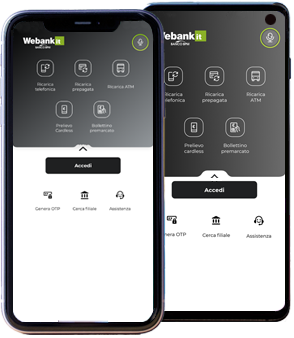 Webank it
BANCO BPM
Ricarica telefonica
Ricarica prepagata
Ricarica ATM
Prelievo Cardless
Bollettino premarcato
Accedi
Genera OTP
Cerca filiale
Assistenza
Webank it
BANCO BPM
Ricarica telefonica
Ricarica prepagata
Ricarica ATM
Prelievo cardless
Bollettino premarcato
Accedi
Genera OTP
Cerca filiale
Assistenza